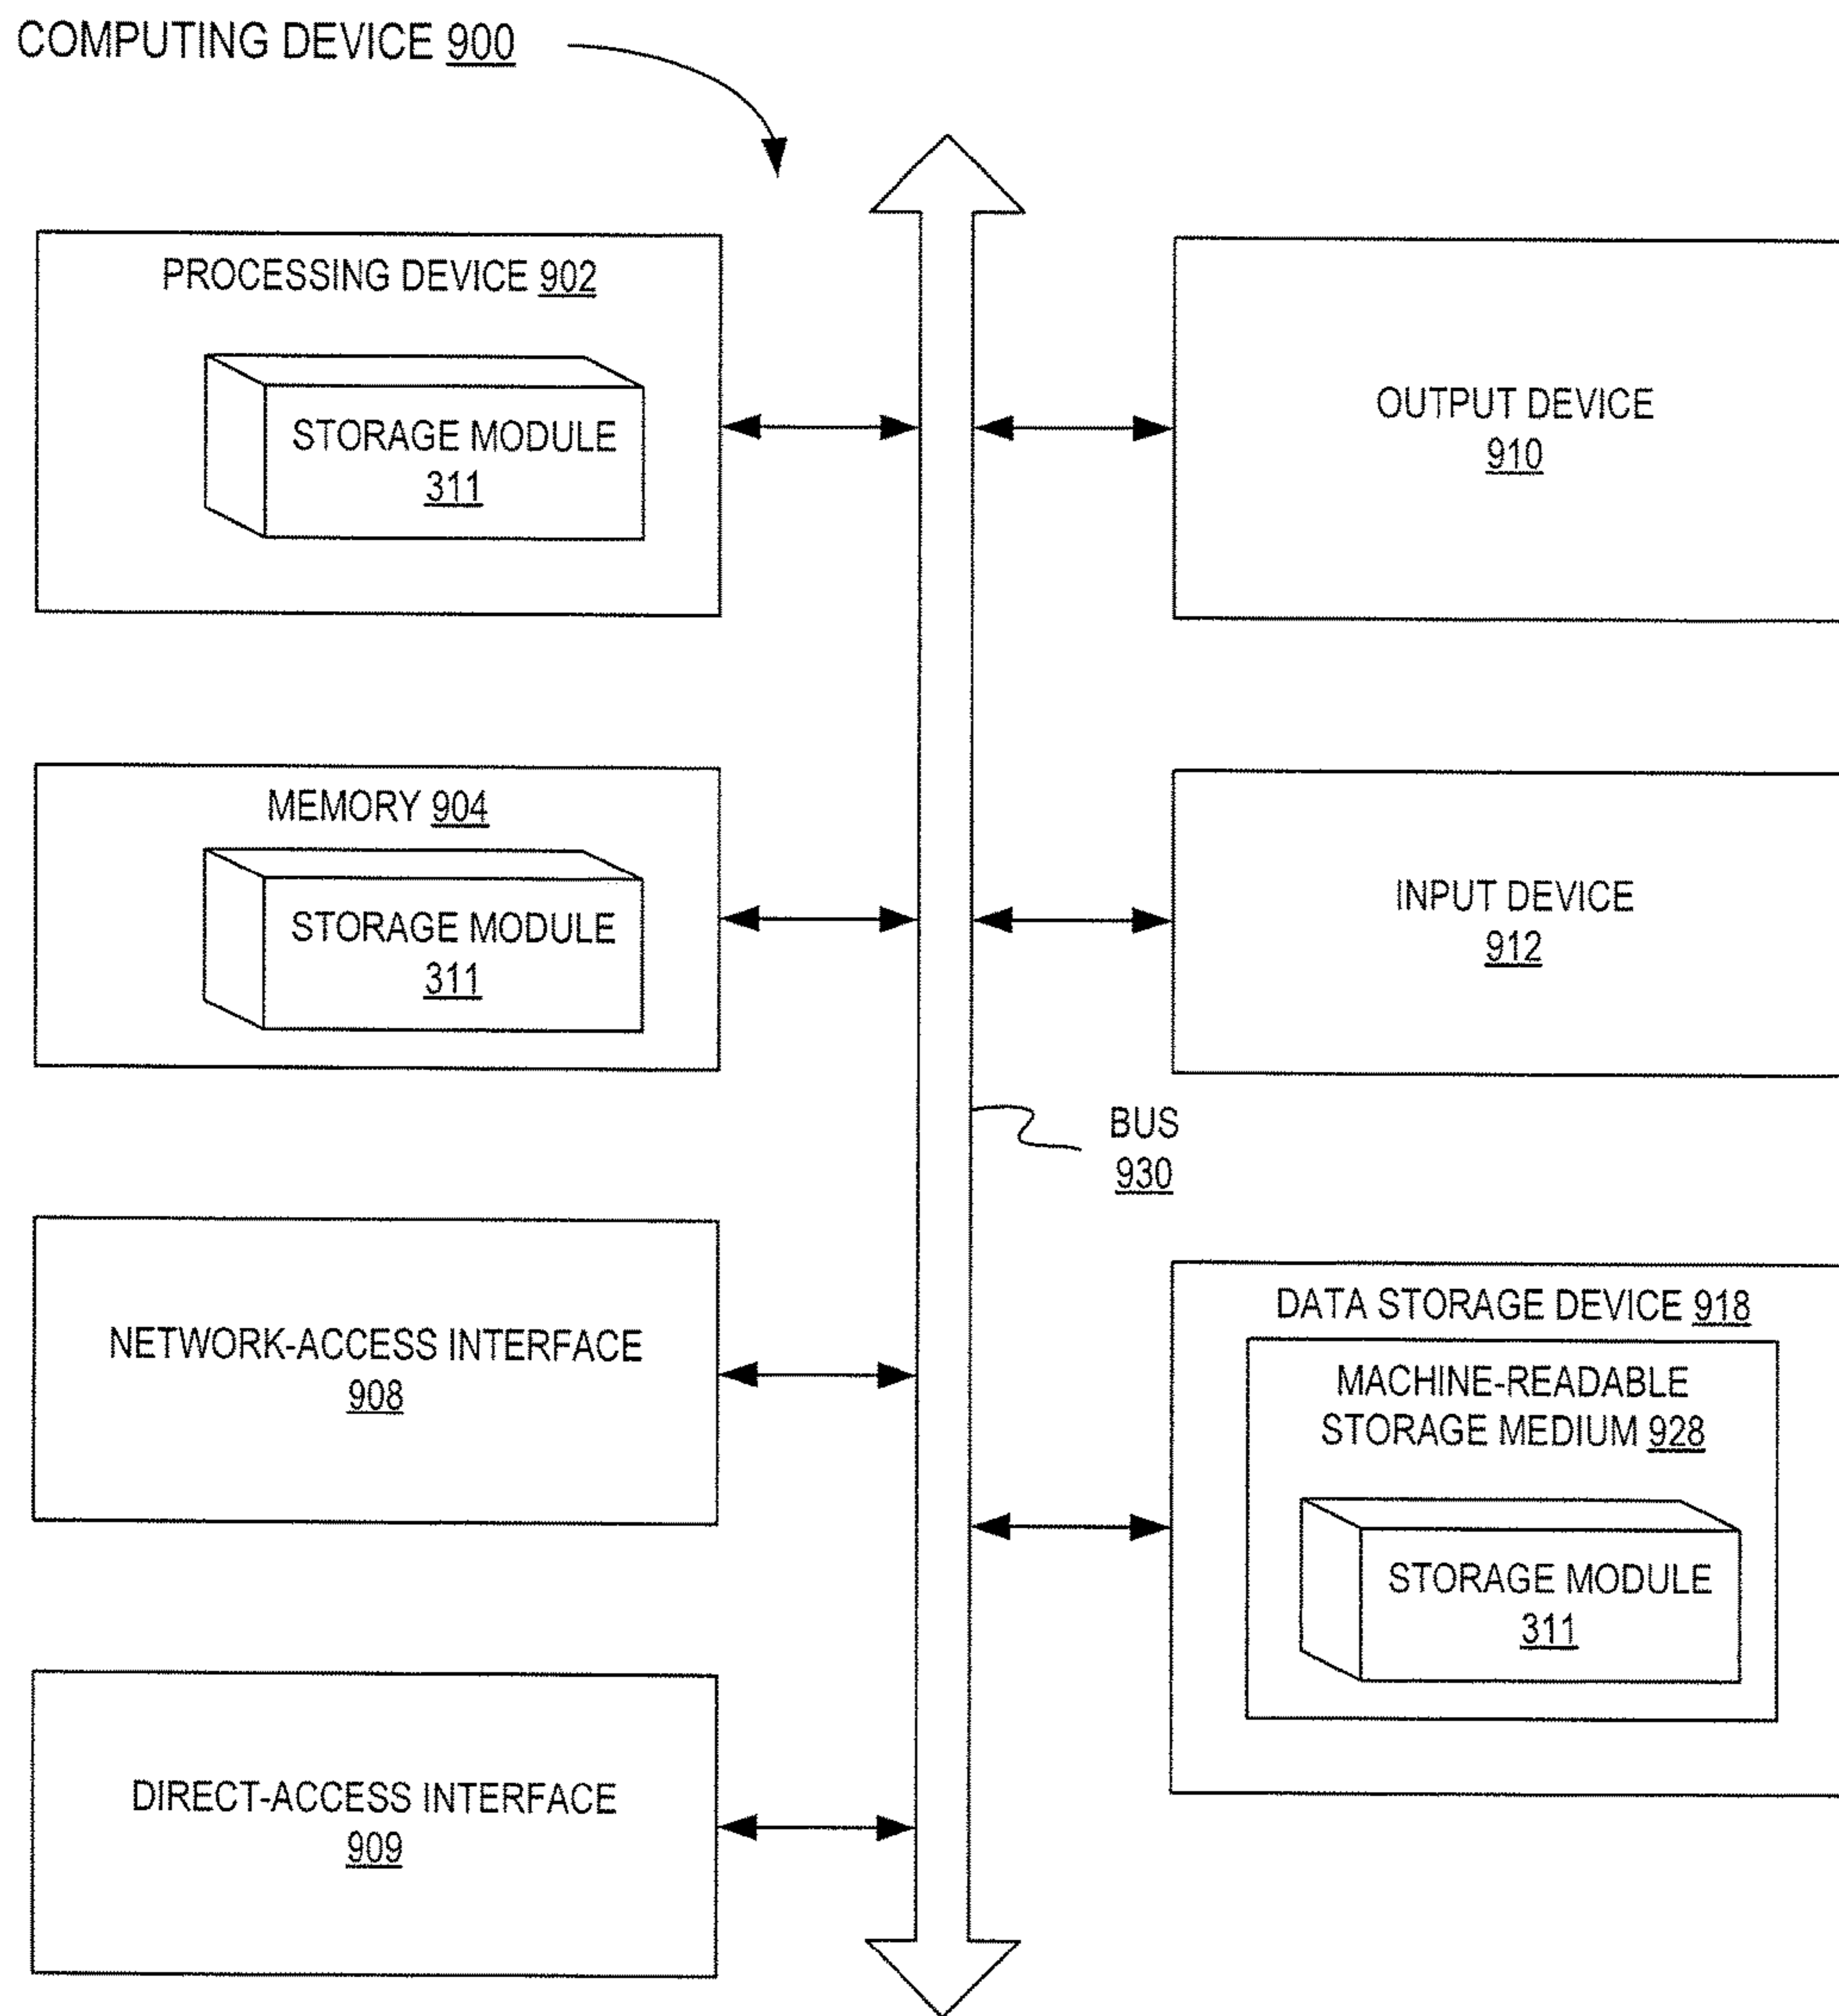 COMPUTING DEVICE 900
PROCESSING DEVICE 902
STORAGE MODULE
311
MEMORY 904
STORAGE MODULE
311
NETWORK-ACCESS INTERFACE
908
DIRECT-ACCESS INTERFACE
909
OUTPUT DEVICE
910
INPUT DEVICE
912
BUS
930
DATA STORAGE DEVICE 918
MACHINE-READABLE
STORAGE MEDIUM 928
STORAGE MODULE
311